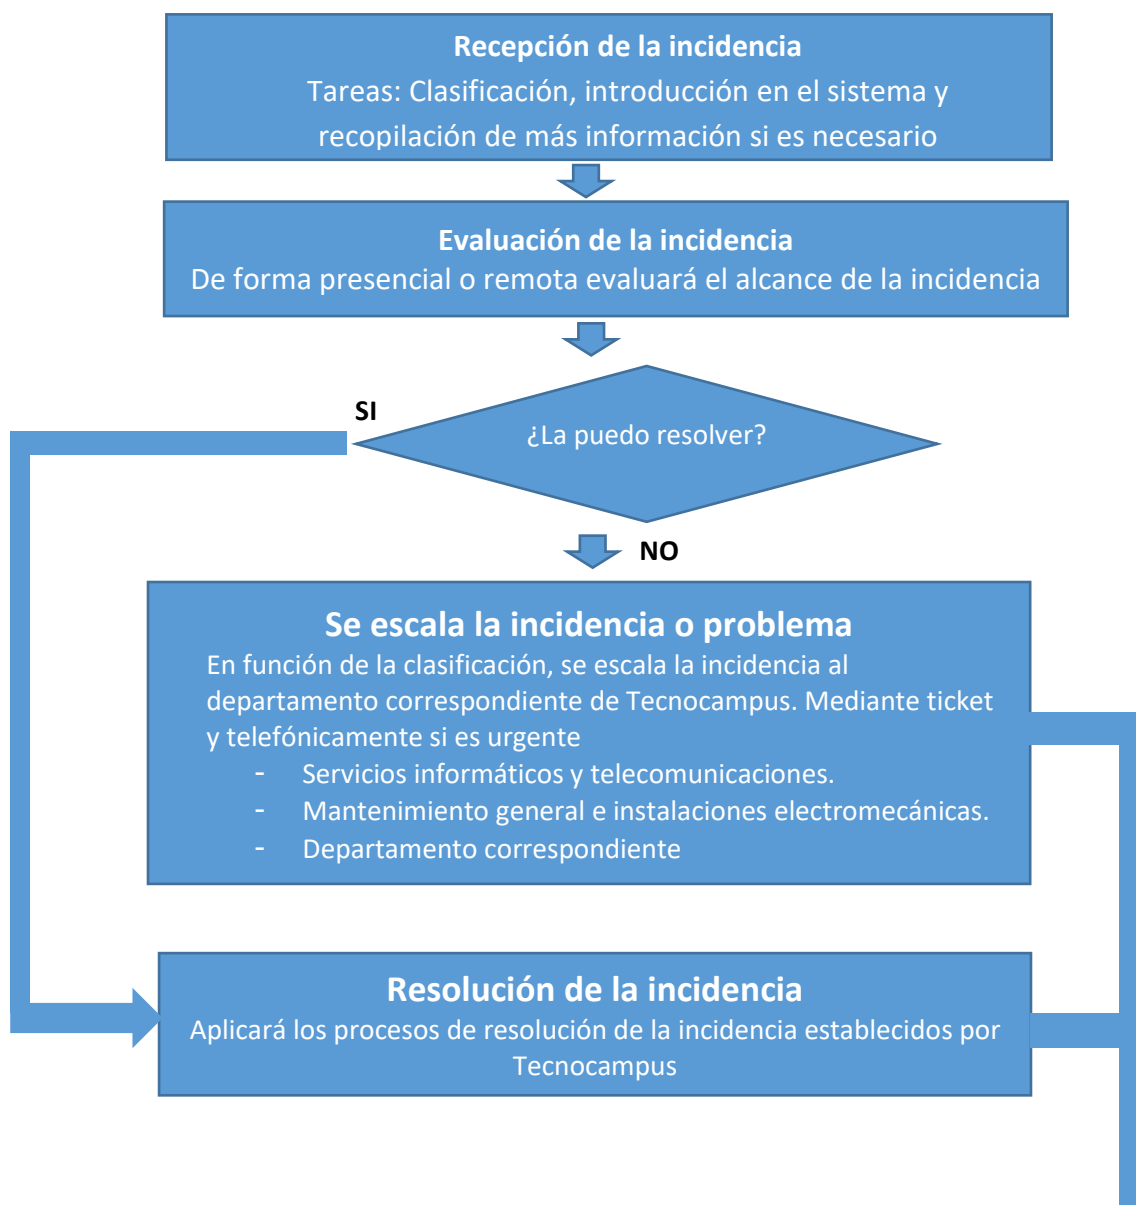 Recepción de la incidencia
Tareas: Clasificación, introducción en el sistema y
recopilación de más información si es necesario
Evaluación de la incidencia
De forma presencial o remota evaluará el alcance de la incidencia
SI
¿La puedo resolver?
NO
Se escala la incidencia o problema
En función de la clasificación, se escala la incidencia al
departamento correspondiente de Tecnocampus. Mediante ticket
y telefónicamente si es urgente
- Servicios informáticos y telecomunicaciones.
- Mantenimiento general e instalaciones electromecánicas.
- Departamento correspondiente
Resolución de la incidencia
Aplicará los procesos de resolución de la incidencia establecidos por
Tecnocampus